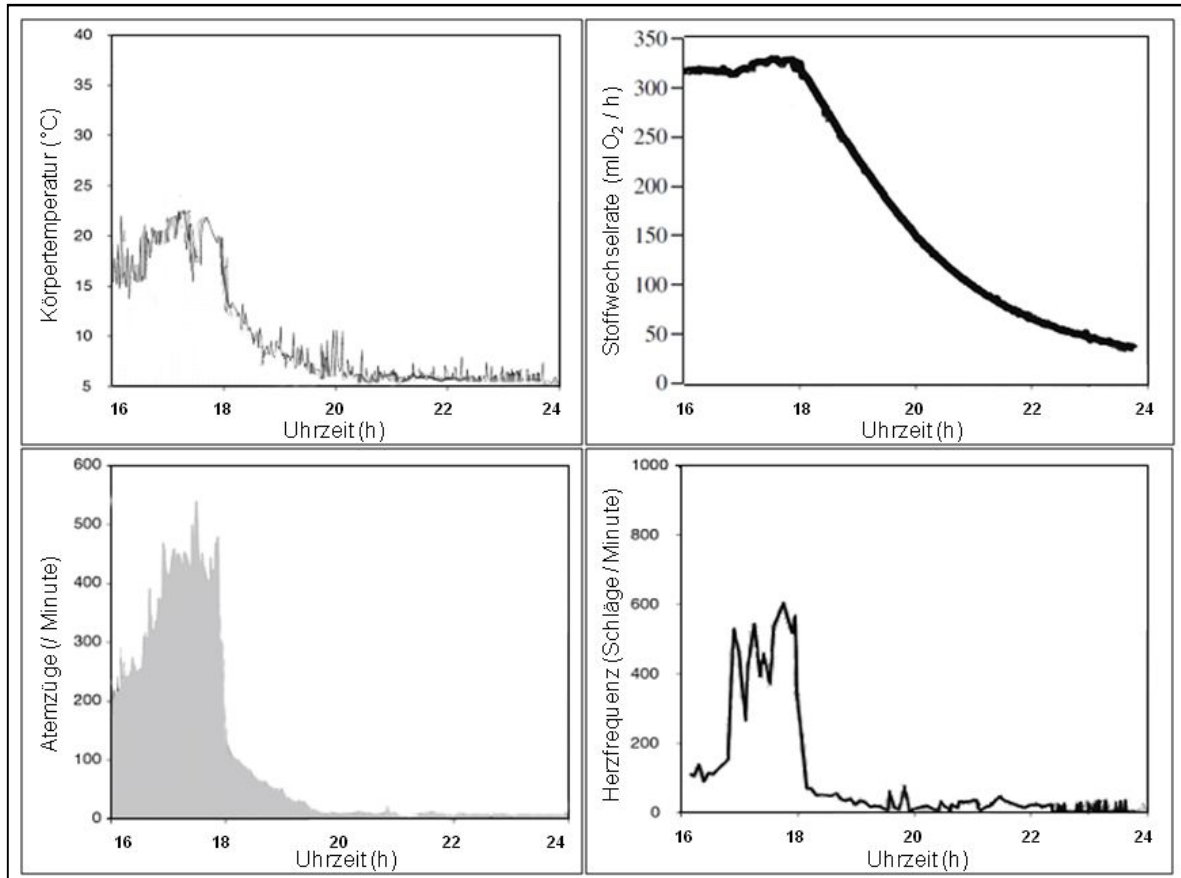 Körpertemperatur (°C)
40
35
30
25
20
15
10
5
16 18 20 22 24
Uhrzeit (h)
Stoffwechselrate (ml O₂ / h)
350
300
250
200
150
100
50
0
16 18 20 22 24
Uhrzeit (h)
Atemzüge (/ Minute)
600
500
400
300
200
100
0
16 18 20 22 24
Uhrzeit (h)
Herzfrequenz (Schläge / Minute)
1000
800
600
400
200
0
16 18 20 22 24
Uhrzeit (h)